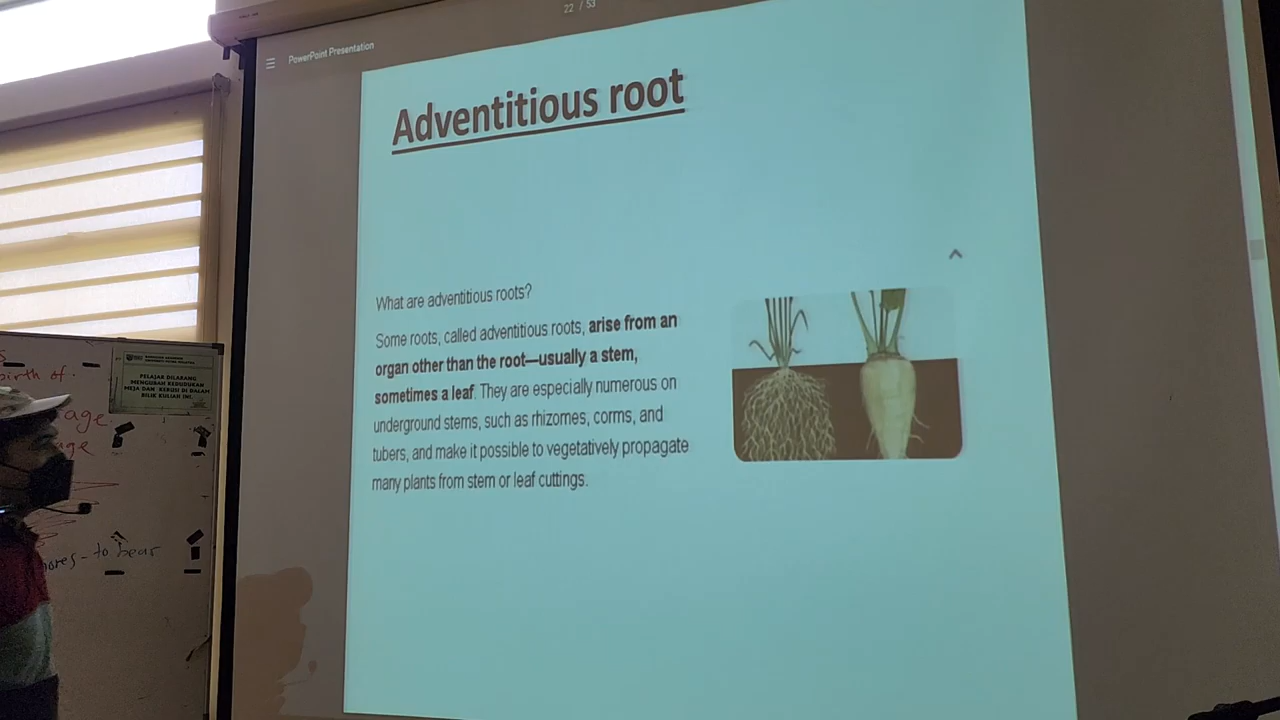 22 / 53
PowerPoint Presentation
Adventitious root
What are adventitious roots?
Some roots, called adventitious roots, arise from an
organ other than the root—usually a stem,
sometimes a leaf. They are especially numerous on
underground stems, such as rhizomes, corms, and
tubers, and make it possible to vegetatively propagate
many plants from stem or leaf cuttings.
birth of
age
PELAJAR DILARANG
MENGUBAH KEDUDUKAN
MEJA DAN KERUSI DI DALAM
BILIK KULIAH INI.
- to bear